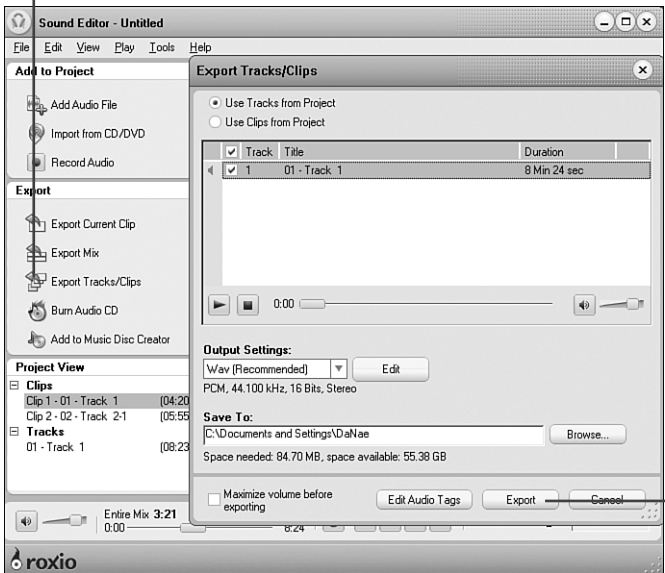 Sound Editor - Untitled
File Edit View Play Tools Help
Add to Project
Add Audio File
Import from CD/DVD
Record Audio
Export
Export Current Clip
Export Mix
Export Tracks/Clips
Burn Audio CD
Add to Music Disc Creator
Project View
Clips
Clip 1 - 01 - Track 1 (04:20
Clip 2 - 02 - Track 2-1 (05:55
Tracks
01 - Track 1 (08:23
Entire Mix 3:21
0:00 8:24
roxio
Export Tracks/Clips
Use Tracks from Project
Use Clips from Project
Track Title Duration
1 01 - Track 1 8 Min 24 sec
0:00
Output Settings:
Wav (Recommended) Edit
PCM, 44.100 kHz, 16 Bits, Stereo
Save To:
C:\Documents and Settings\DaNae Browse...
Space needed: 84.70 MB, space available: 55.38 GB
Maximize volume before
exporting
Edit Audio Tags Export Cancel